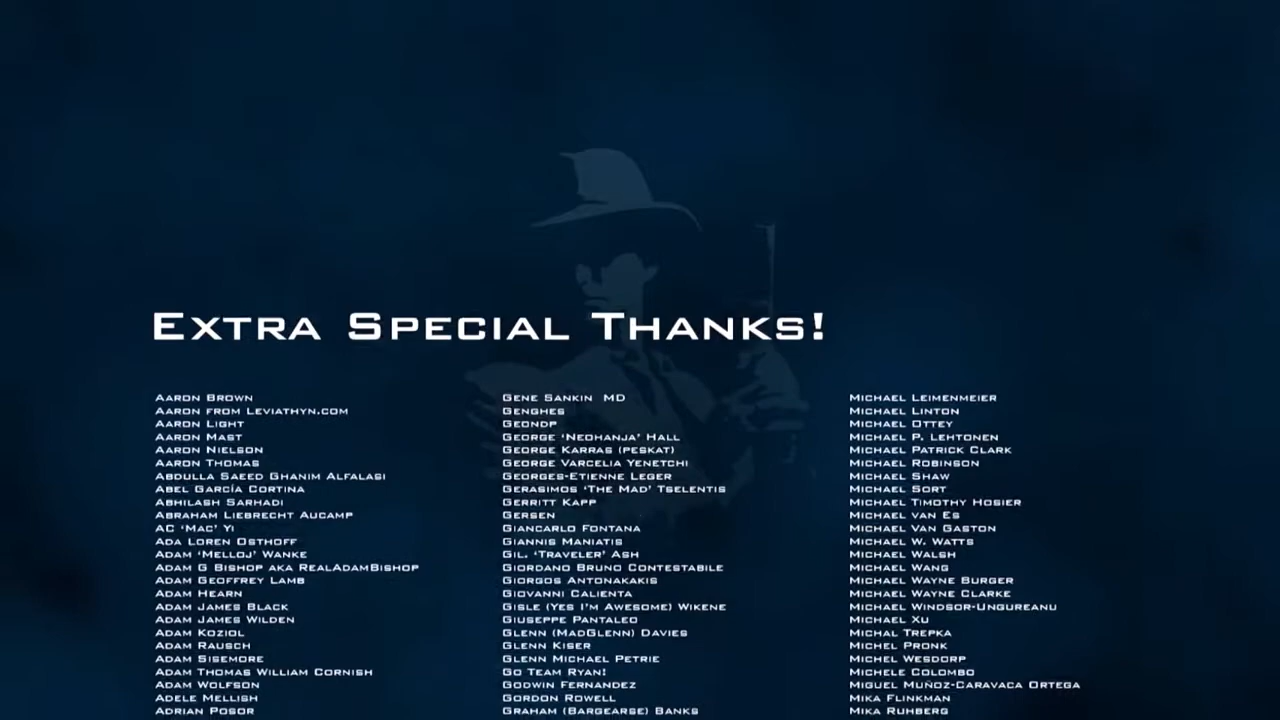 Extra Special Thanks!
Aaron Brown
Aaron from Leviathyn.com
Aaron Light
Aaron Mast
Aaron Nielson
Aaron Thomas
Abdulla Saeed Ghanim Alfalasi
Abel García Cortina
Abhilash Sarhadi
Abraham Liebrecht Aucamp
AC ‘Mac’ Yi
Ada Loren Osthoff
Adam ‘Melloj’ Wanke
Adam G Bishop aka RealAdamBishop
Adam Geoffrey Lamb
Adam Hearn
Adam James Black
Adam James Wilden
Adam Koziol
Adam Rausch
Adam Sisemore
Adam Thomas William Cornish
Adam Wolfson
Adele Mellish
Adrian Posor
Gene Sankin MD
Genghes
GeonDP
George ‘Neohanja’ Hall
George Karras (peskat)
George Varcelia Yenetchi
Georges-Etienne Leger
Gerasimos ‘The Mad’ Tselentis
Gerritt Kapp
Gersen
Giancarlo Fontana
Giannis Maniatis
Gil. ‘Traveler’ Ash
Giordano Bruno Contestabile
Giorgos Antonakakis
Giovanni Calienta
Gisle (Yes I’m Awesome) Wikene
Giuseppe Pantaleo
Glenn (MadGlenn) Davies
Glenn Kiser
Glenn Michael Petrie
Go Team Ryan!
Godwin Fernandez
Gordon Rowell
Graham (Bargearse) Banks
Michael Leimenmeier
Michael Linton
Michael Ottey
Michael P. Lehtonen
Michael Patrick Clark
Michael Robinson
Michael Shaw
Michael Sort
Michael Timothy Hosier
Michael van Es
Michael Van Gaston
Michael W. Watts
Michael Walsh
Michael Wang
Michael Wayne Burger
Michael Wayne Clarke
Michael Windsor-Ungureanu
Michael Xu
Michal Trepka
Michel Pronk
Michel Wesdorp
Michele Colombo
Miguel Muñoz-Caravaca Ortega
Mika Flinkman
Mika Ruhberg